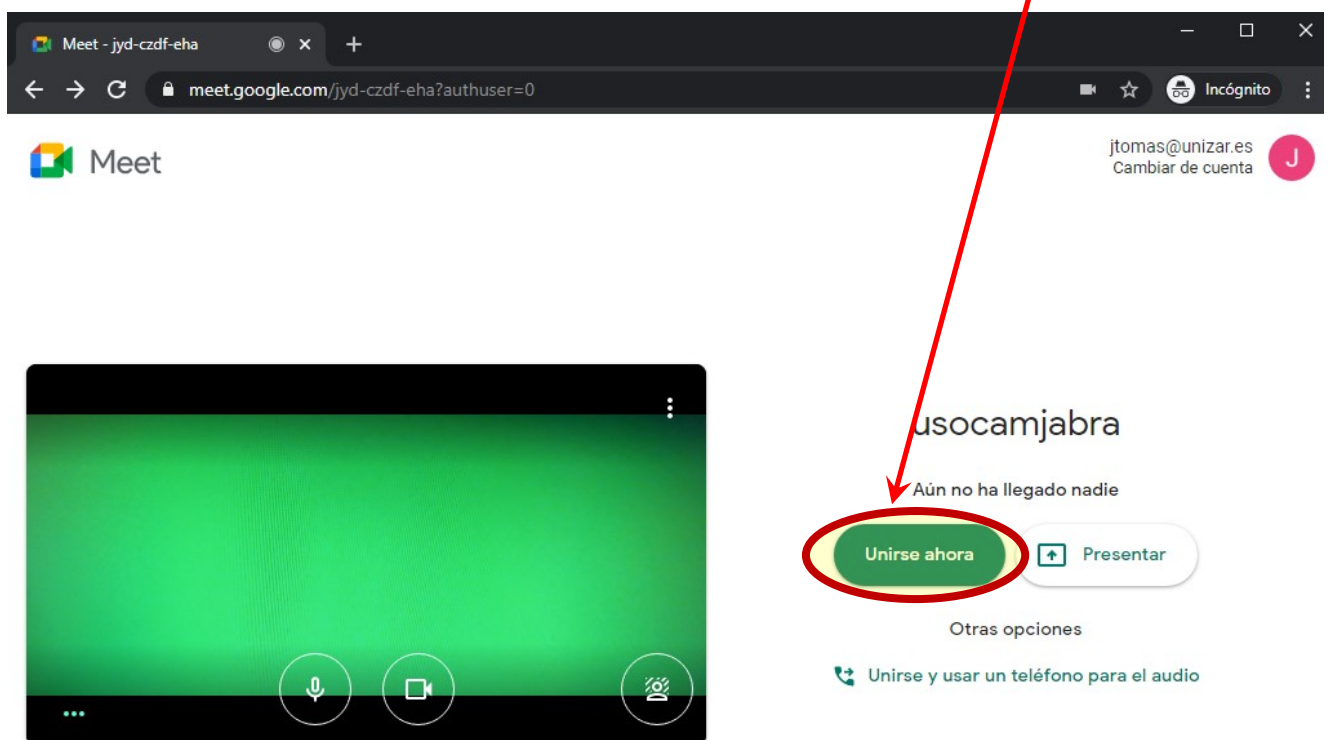 Meet - jyd-czdf-eha
meet.google.com/jyd-czdf-eha?authuser=0
Incógnito
Meet
jtomas@unizar.es
Cambiar de cuenta
J
usocamjabra
Aún no ha llegado nadie
Unirse ahora
Presentar
Otras opciones
Unirse y usar un teléfono para el audio